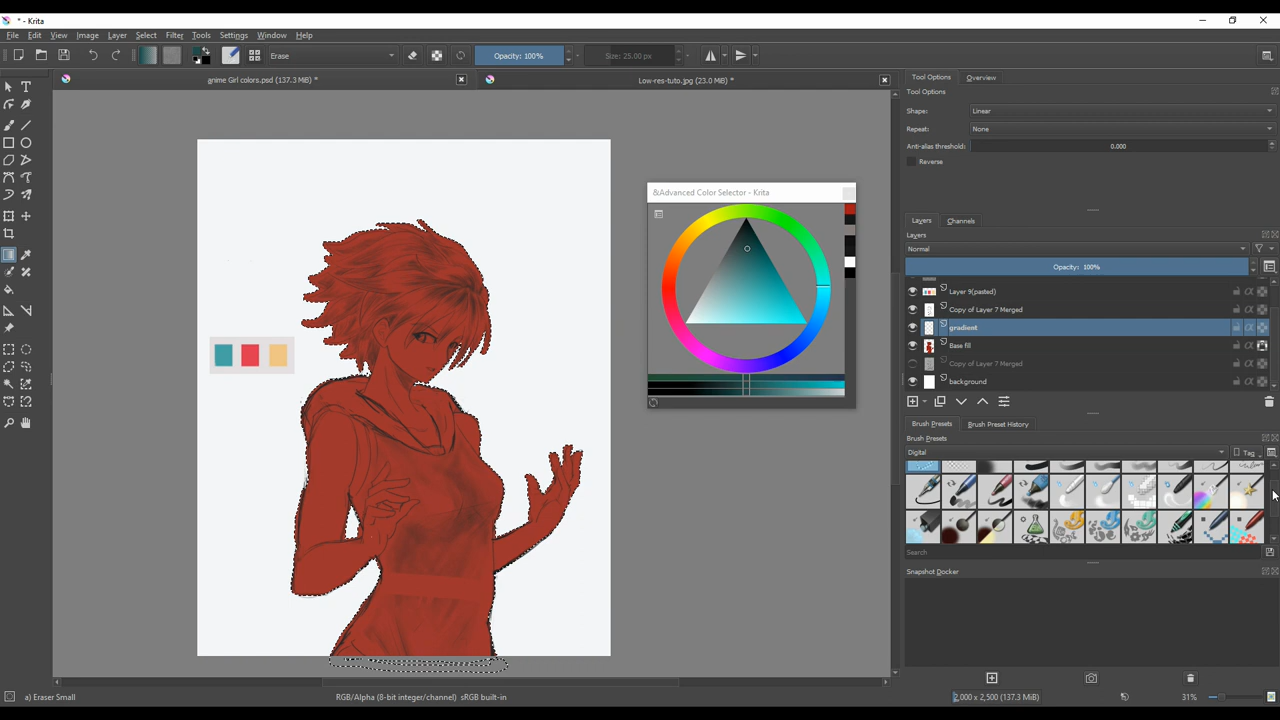 * - Krita
File Edit View Image Layer Select Filter Tools Settings Window Help
Erase Opacity: 100% Size: 25.00 px
anime Girl colors.psd (137.3 MiB) * Low-res-tuto.jpg (23.0 MiB) *
Tool Options Overview
Tool Options
Shape: Linear
Repeat: None
Anti-alias threshold: 0.000
Reverse
&Advanced Color Selector - Krita
Layers Channels
Layers
Normal
Opacity: 100%
Layer 9(pasted)
Copy of Layer 7 Merged
gradient
Base fill
Copy of Layer 7 Merged
background
Brush Presets Brush Preset History
Brush Presets
Digital Tag
Search
Snapshot Docker
a) Eraser Small RGB/Alpha (8-bit integer/channel) sRGB built-in 2,000 x 2,500 (137.3 MiB) 31%